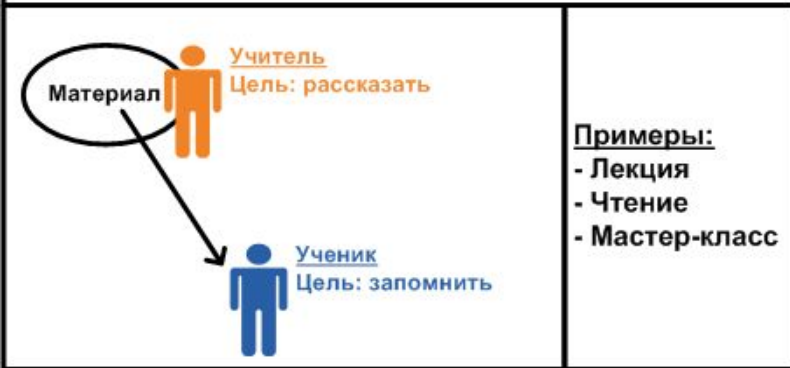 Учитель
Цель: рассказать
Материал
Ученик
Цель: запомнить
Примеры:
- Лекция
- Чтение
- Мастер-класс